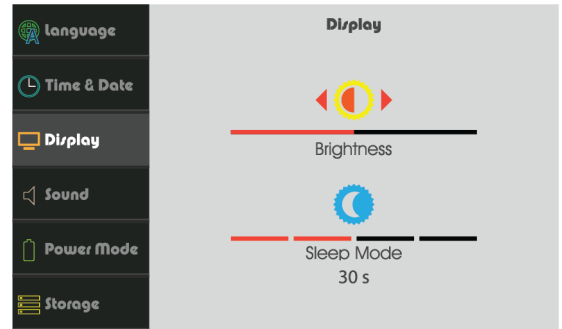 Language
Time & Date
Display
Sound
Power Mode
Storage
Display
Brightness
Sleep Mode
30 s